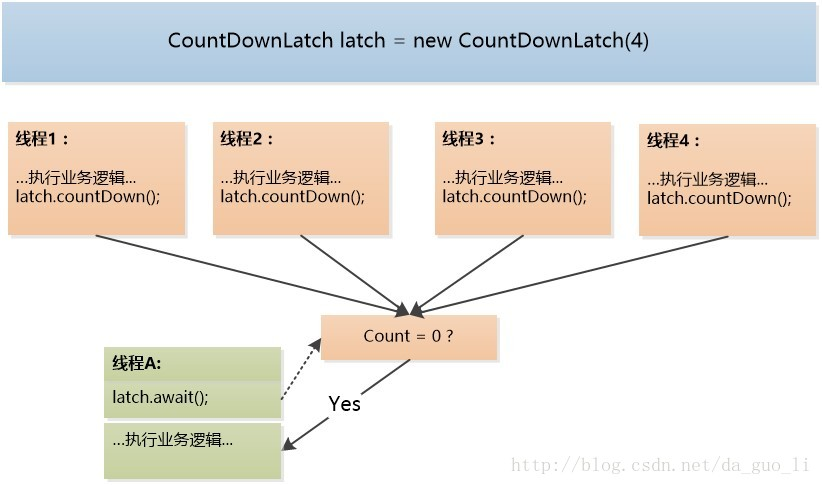 CountDownLatch latch = new CountDownLatch(4)
线程1：
...执行业务逻辑...
latch.countDown();
线程2：
...执行业务逻辑...
latch.countDown();
线程3：
...执行业务逻辑...
latch.countDown();
线程4：
...执行业务逻辑...
latch.countDown();
Count = 0 ?
线程A:
latch.await();
Yes
...执行业务逻辑...
http://blog.csdn.net/da_guo_li